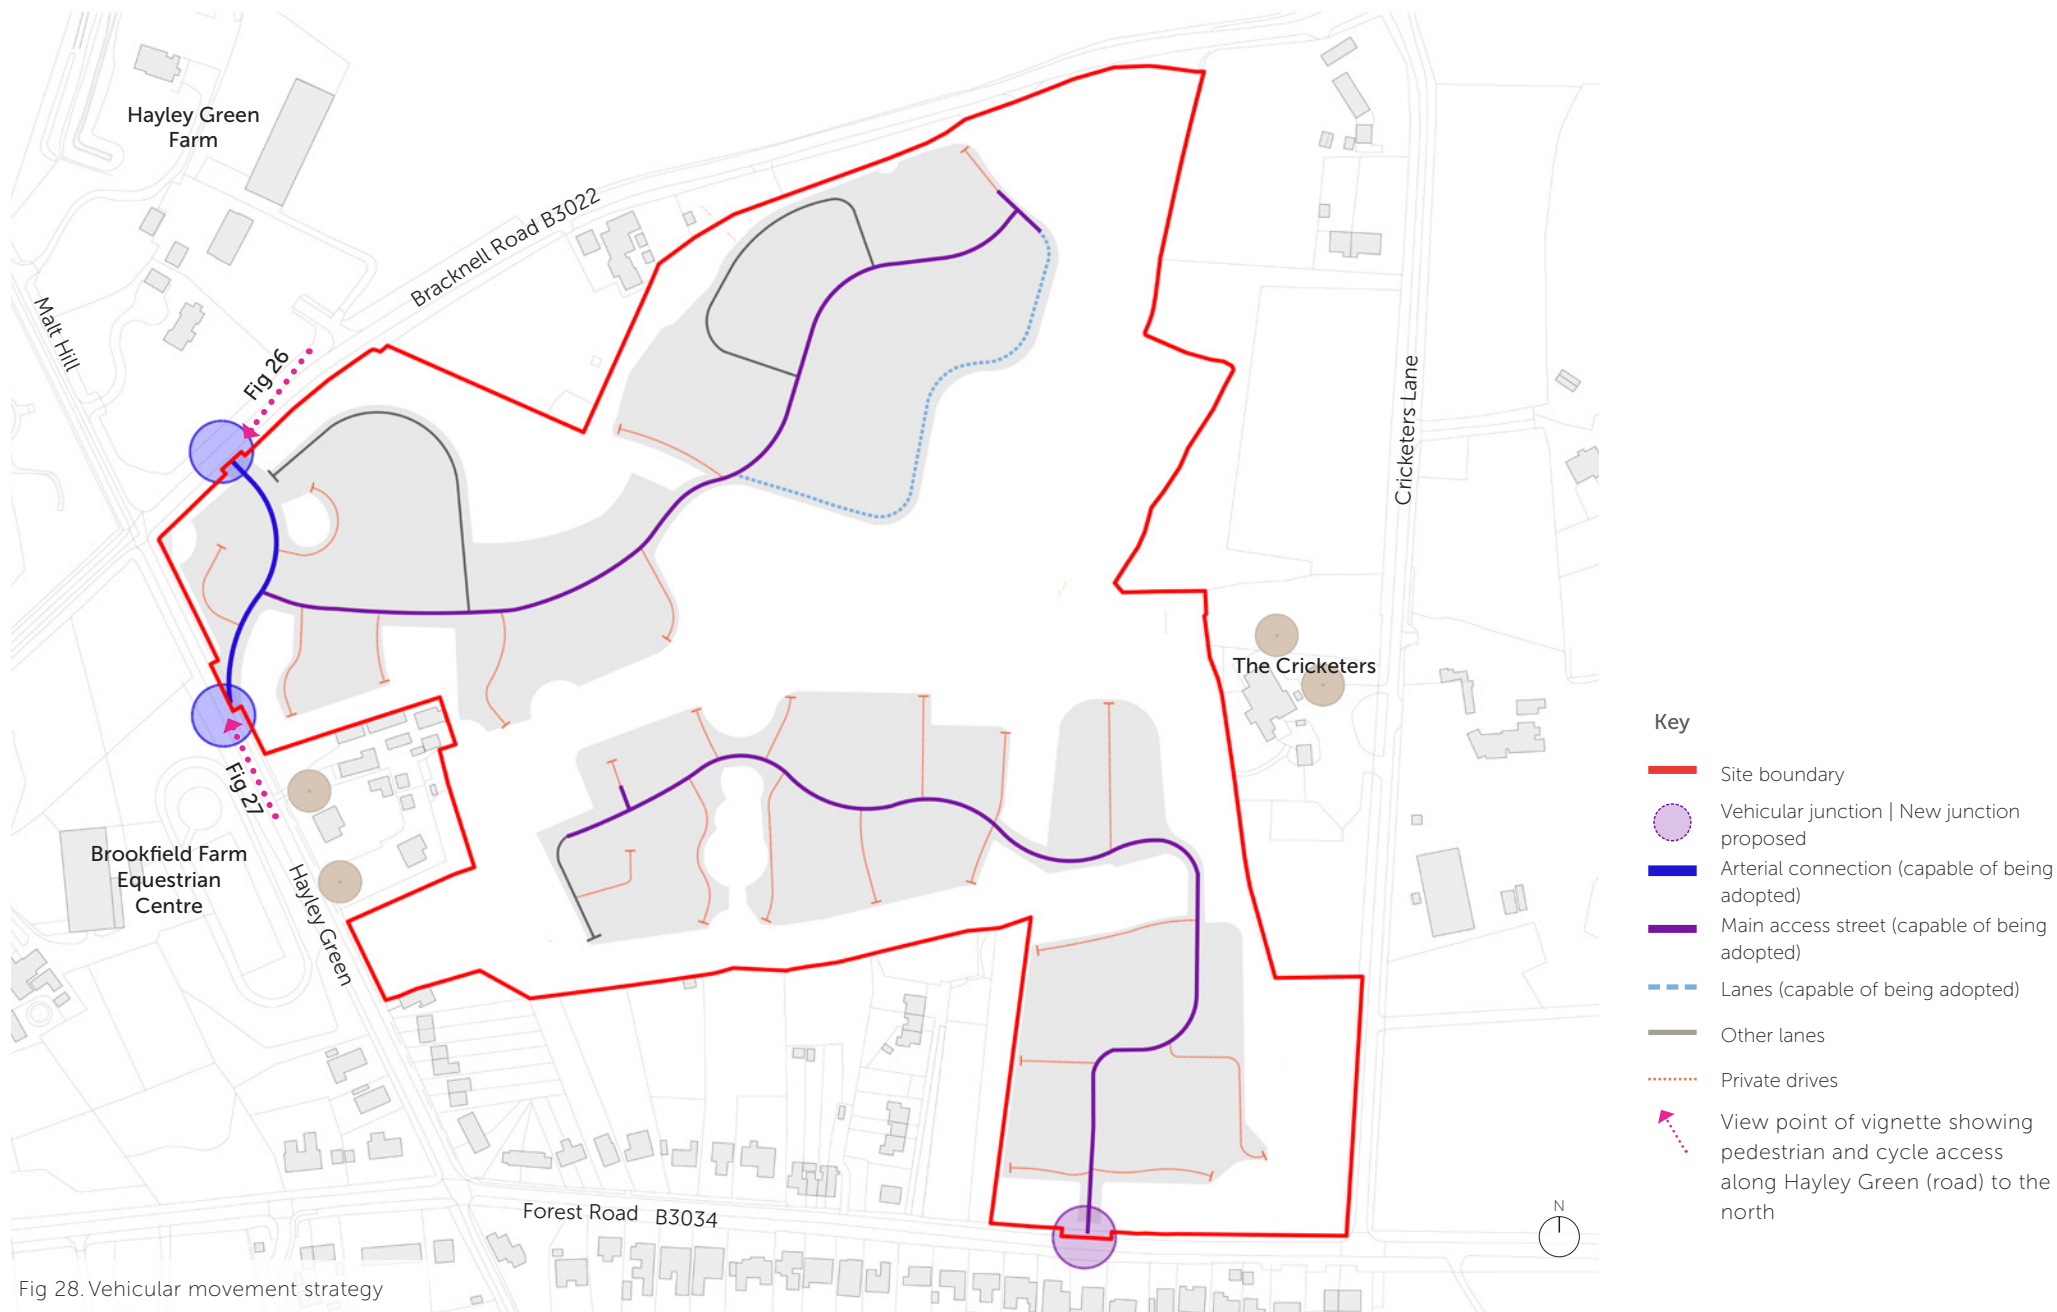 Hayley Green
Farm
Bracknell Road B3022
Malt Hill
Fig 26
Cricketers Lane
The Cricketers
Fig 27
Brookfield Farm
Equestrian
Centre
Hayley Green
Forest Road B3034
N
Fig 28. Vehicular movement strategy
Key
Site boundary
Vehicular junction | New junction
proposed
Arterial connection (capable of being
adopted)
Main access street (capable of being
adopted)
Lanes (capable of being adopted)
Other lanes
Private drives
View point of vignette showing
pedestrian and cycle access
along Hayley Green (road) to the
north